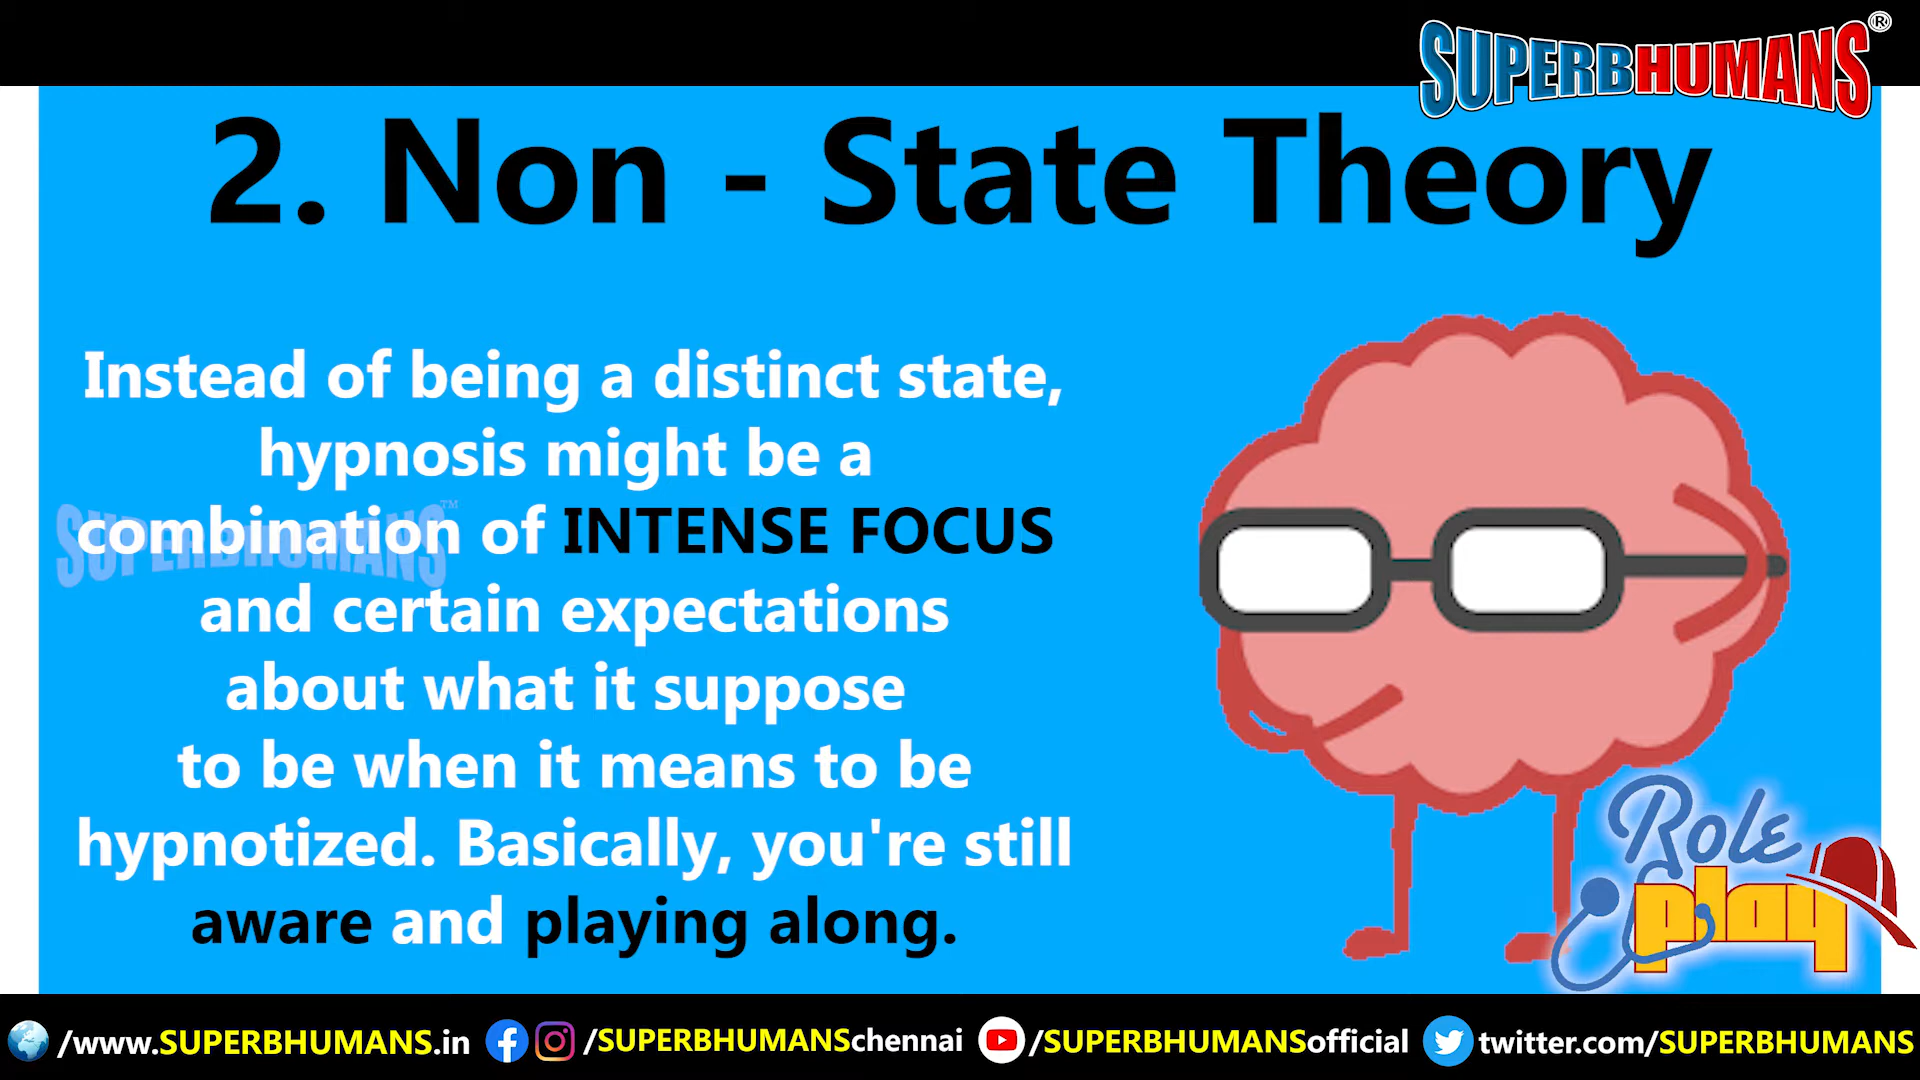 SUPERBHUMANS®
2. Non - State Theory
Instead of being a distinct state,
hypnosis might be a
combination of INTENSE FOCUS
and certain expectations
about what it suppose
to be when it means to be
hypnotized. Basically, you're still
aware and playing along.
SUPERBHUMANS™
Role
play
/www.SUPERBHUMANS.in /SUPERBHUMANSchennai /SUPERBHUMANSofficial twitter.com/SUPERBHUMANS